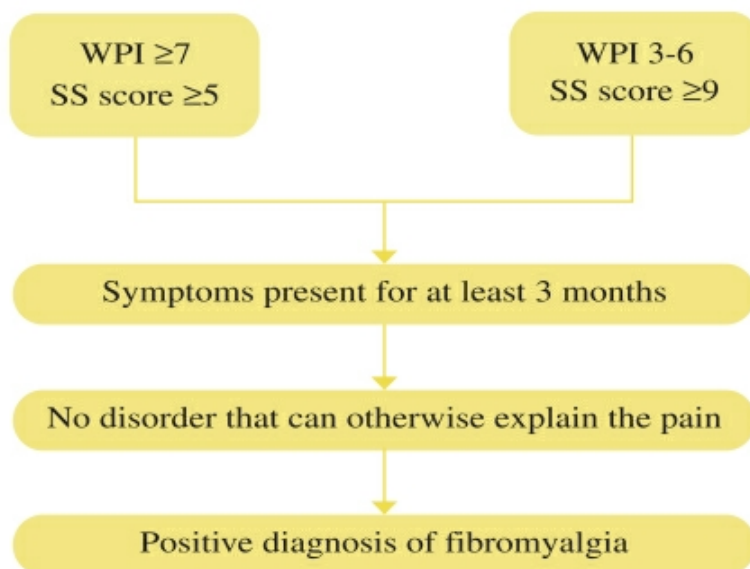 WPI ≥7
SS score ≥5
WPI 3-6
SS score ≥9
Symptoms present for at least 3 months
No disorder that can otherwise explain the pain
Positive diagnosis of fibromyalgia